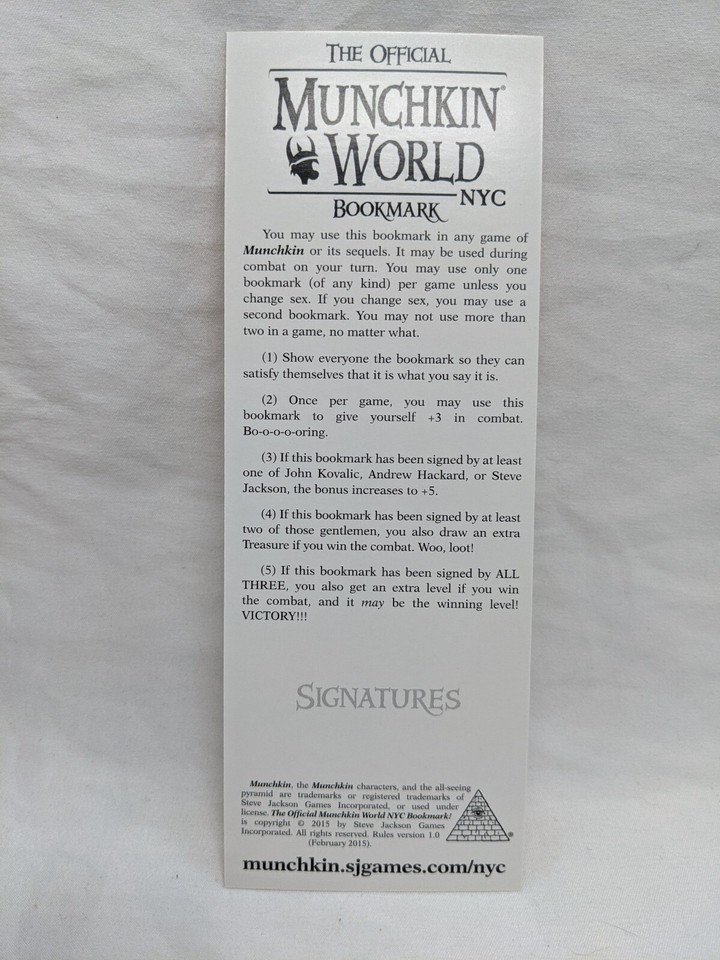 THE OFFICIAL
MUNCHKIN®
WORLD
NYC
BOOKMARK
You may use this bookmark in any game of
Munchkin or its sequels. It may be used during
combat on your turn. You may use only one
bookmark (of any kind) per game unless you
change sex. If you change sex, you may use a
second bookmark. You may not use more than
two in a game, no matter what.
(1) Show everyone the bookmark so they can
satisfy themselves that it is what you say it is.
(2) Once per game, you may use this
bookmark to give yourself +3 in combat.
Bo-o-o-o-oring.
(3) If this bookmark has been signed by at least
one of John Kovalic, Andrew Hackard, or Steve
Jackson, the bonus increases to +5.
(4) If this bookmark has been signed by at least
two of those gentlemen, you also draw an extra
Treasure if you win the combat. Woo, loot!
(5) If this bookmark has been signed by ALL
THREE, you also get an extra level if you win
the combat, and it may be the winning level!
VICTORY!!!
SIGNATURES
Munchkin, the Munchkin characters, and the all-seeing
pyramid are trademarks or registered trademarks of
Steve Jackson Games Incorporated, or used under
license. The Official Munchkin World NYC Bookmark!
is copyright © 2015 by Steve Jackson Games
Incorporated. All rights reserved. Rules version 1.0
(February 2015).
®
munchkin.sjgames.com/nyc